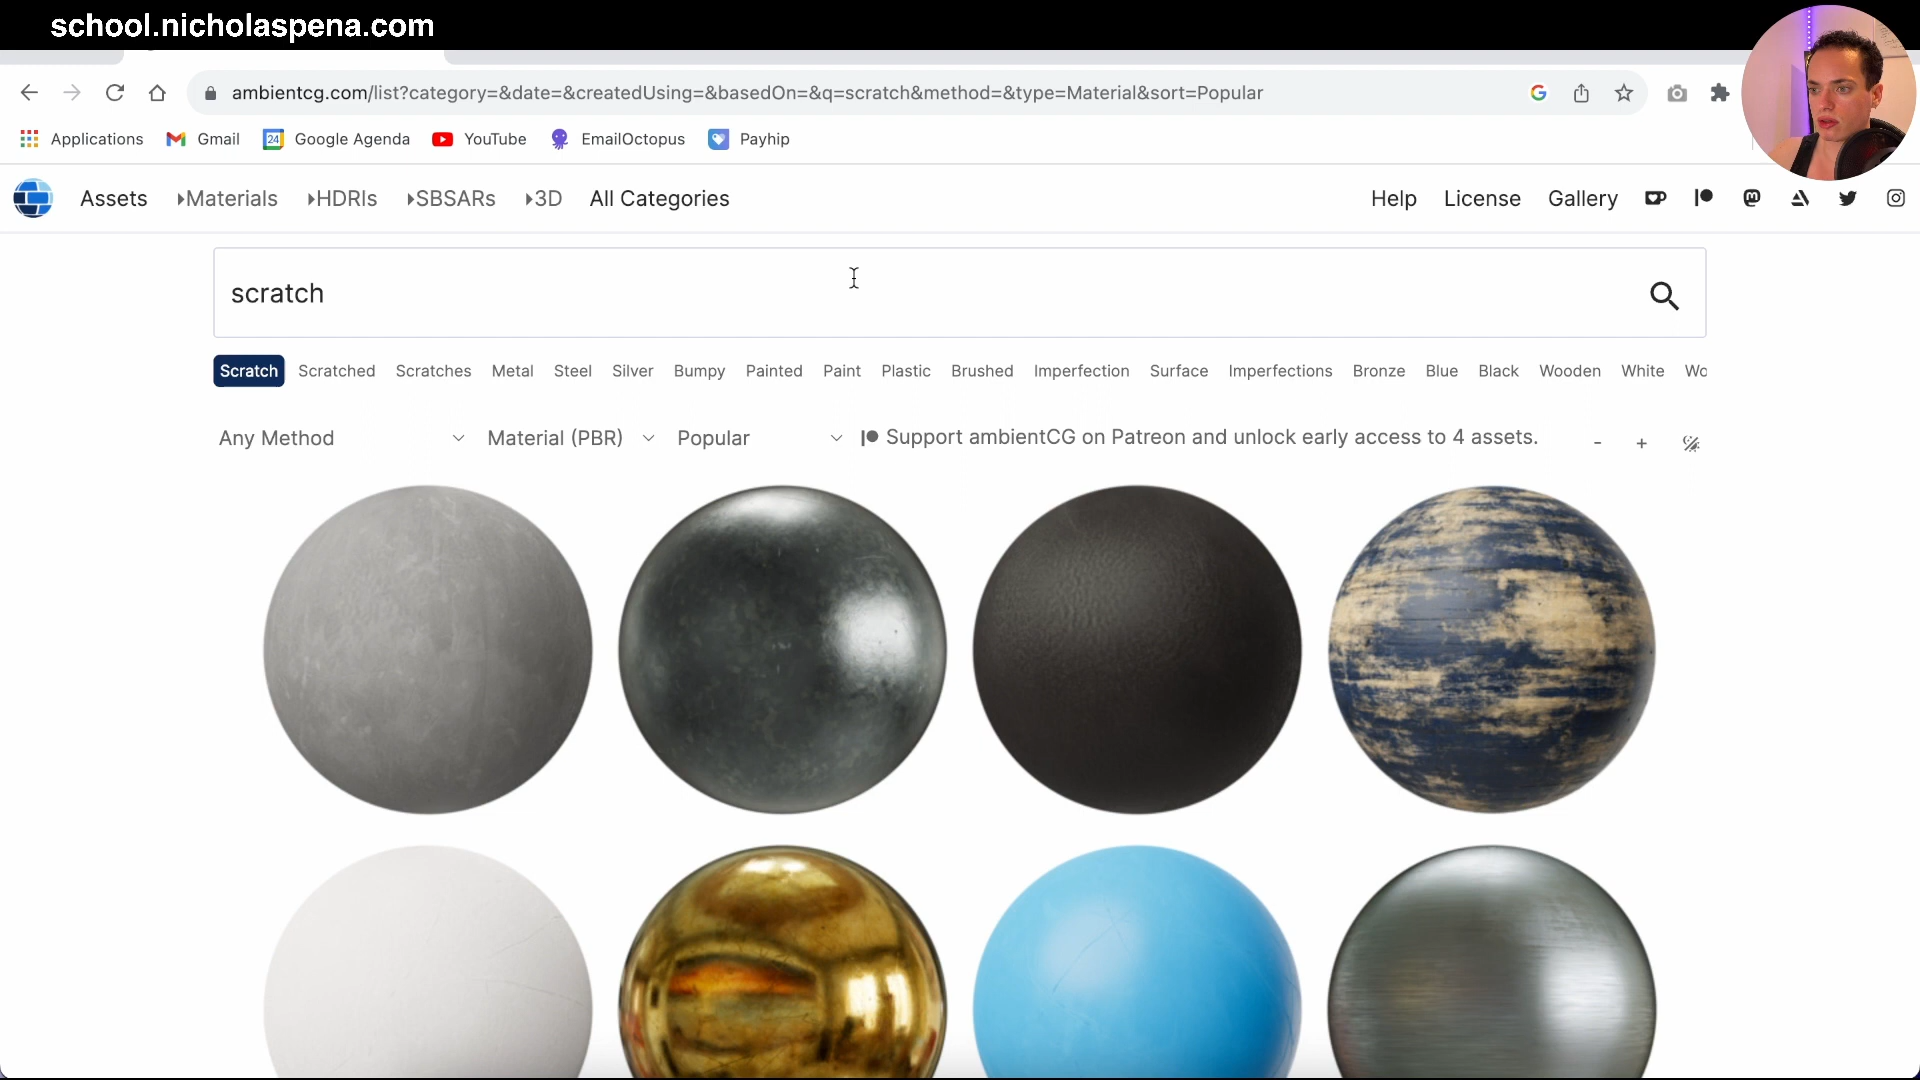 school.nicholaspena.com
ambientcg.com/list?category=&date=&createdUsing=&basedOn=&q=scratch&method=&type=Material&sort=Popular
Applications Gmail 24 Google Agenda YouTube EmailOctopus Payhip
Assets Materials HDRIs SBSARs 3D All Categories Help License Gallery
scratch
Scratch Scratched Scratches Metal Steel Silver Bumpy Painted Paint Plastic Brushed Imperfection Surface Imperfections Bronze Blue Black Wooden White Wo
Any Method Material (PBR) Popular Support ambientCG on Patreon and unlock early access to 4 assets. - +